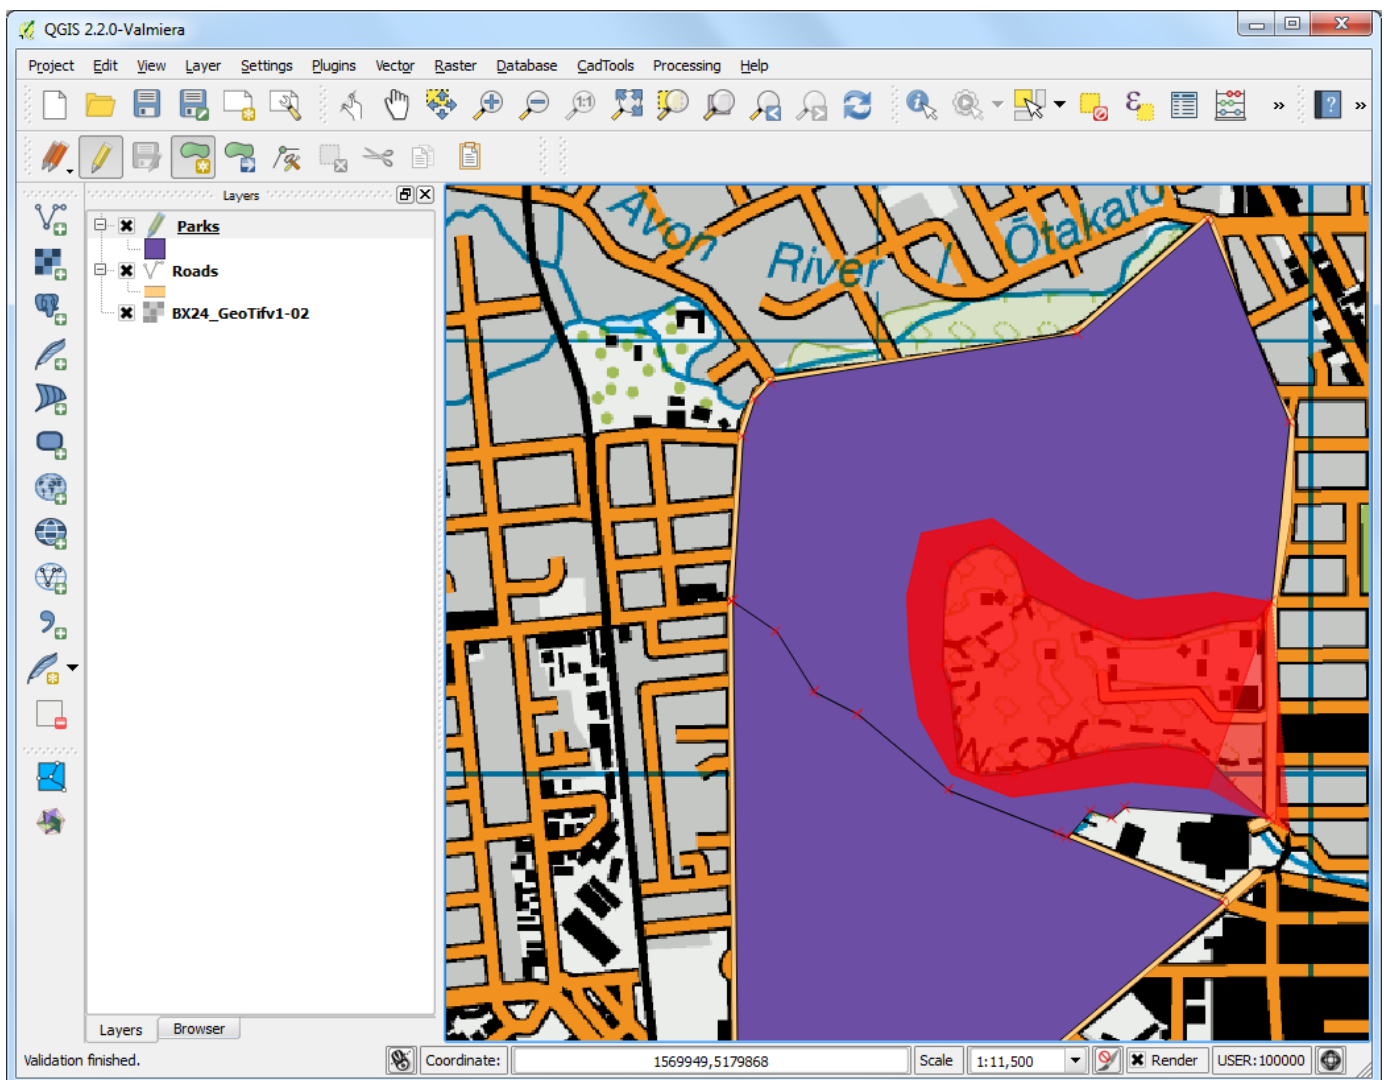 QGIS 2.2.0-Valmiera
Project Edit View Layer Settings Plugins Vector Raster Database CadTools Processing Help
1:1
»
?
»
Layers
Parks
Roads
BX24_GeoTifv1-02
Avon River / Ōtakaro
Layers Browser
Validation finished.
Coordinate: 1569949,5179868 Scale 1:11,500 Render USER:100000